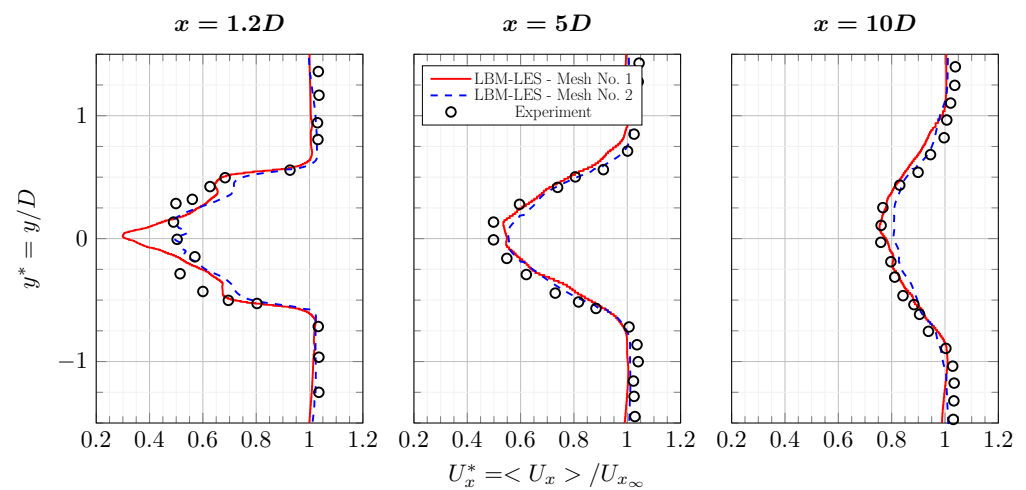 x = 1.2D
x = 5D
x = 10D
LBM-LES - Mesh No. 1
LBM-LES - Mesh No. 2
Experiment
y* = y/D
1
0
−1
0.2 0.4 0.6 0.8 1 1.2
0.2 0.4 0.6 0.8 1 1.2
0.2 0.4 0.6 0.8 1 1.2
U*ₓ =< Uₓ > /Uₓ∞